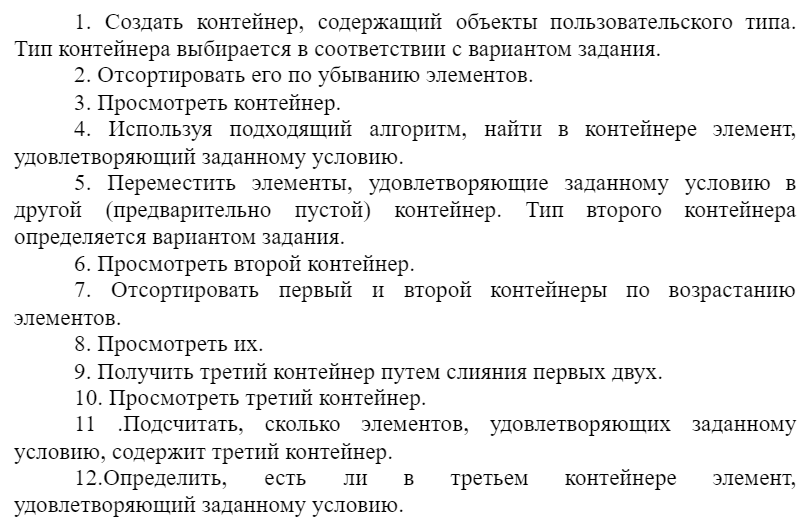 1. Создать контейнер, содержащий объекты пользовательского типа.
Тип контейнера выбирается в соответствии с вариантом задания.
2. Отсортировать его по убыванию элементов.
3. Просмотреть контейнер.
4. Используя подходящий алгоритм, найти в контейнере элемент,
удовлетворяющий заданному условию.
5. Переместить элементы, удовлетворяющие заданному условию в
другой (предварительно пустой) контейнер. Тип второго контейнера
определяется вариантом задания.
6. Просмотреть второй контейнер.
7. Отсортировать первый и второй контейнеры по возрастанию
элементов.
8. Просмотреть их.
9. Получить третий контейнер путем слияния первых двух.
10. Просмотреть третий контейнер.
11 .Подсчитать, сколько элементов, удовлетворяющих заданному
условию, содержит третий контейнер.
12.Определить, есть ли в третьем контейнере элемент,
удовлетворяющий заданному условию.